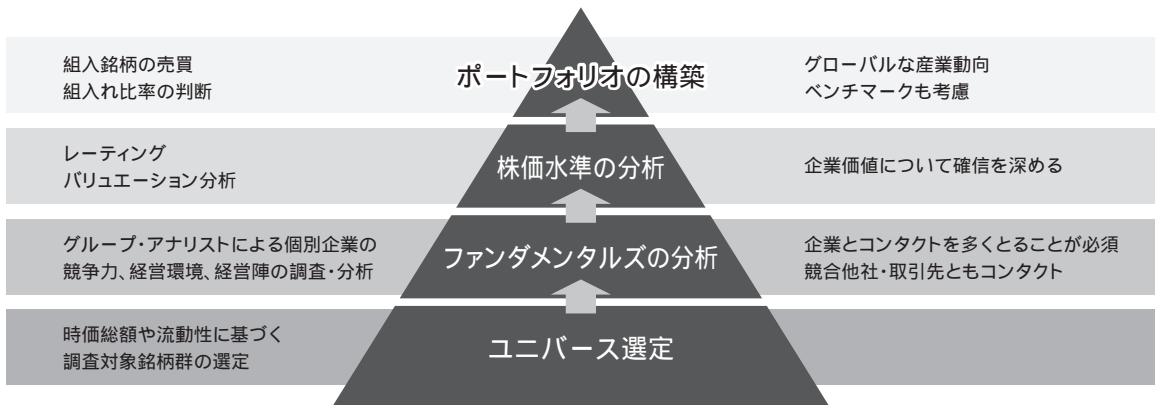 組入銘柄の売買
組入れ比率の判断
ポートフォリオの構築
グローバルな産業動向
ベンチマークも考慮
レーティング
バリュエーション分析
株価水準の分析
企業価値について確信を深める
グループ・アナリストによる個別企業の
競争力、経営環境、経営陣の調査・分析
ファンダメンタルズの分析
企業とコンタクトを多くとることが必須
競合他社・取引先ともコンタクト
時価総額や流動性に基づく
調査対象銘柄群の選定
ユニバース選定